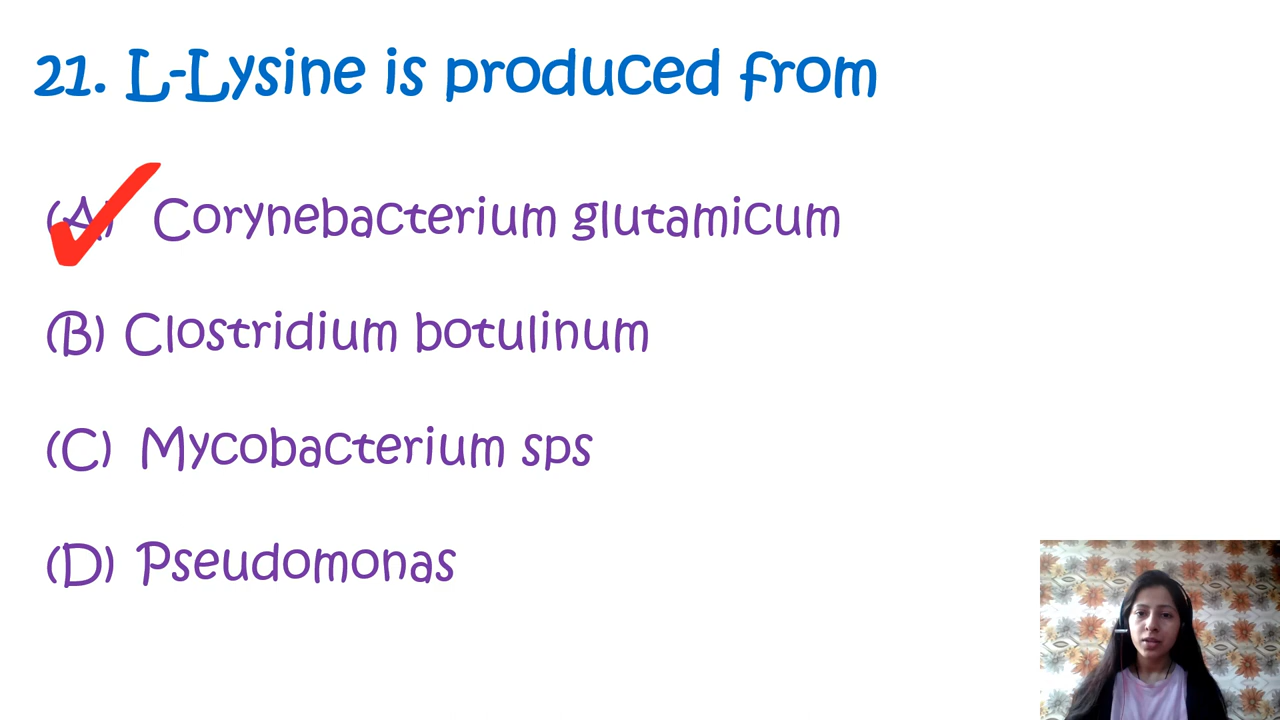 21. L-Lysine is produced from
(A) Corynebacterium glutamicum
(B) Clostridium botulinum
(C) Mycobacterium sps
(D) Pseudomonas